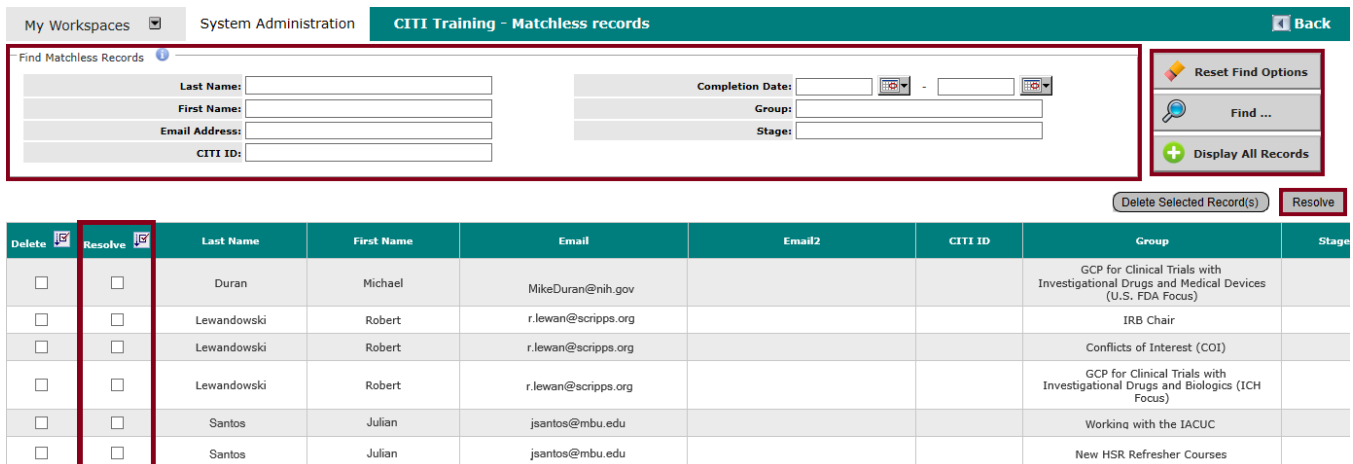 My Workspaces System Administration CITI Training - Matchless records Back
Find Matchless Records
Last Name: Completion Date: -
First Name: Group:
Email Address: Stage:
CITI ID:
Reset Find Options
Find ...
Display All Records
Delete Selected Record(s) Resolve
Delete Resolve Last Name First Name Email Email2 CITI ID Group Stage
Duran Michael MikeDuran@nih.gov GCP for Clinical Trials with
Investigational Drugs and Medical Devices
(U.S. FDA Focus)
Lewandowski Robert r.lewan@scripps.org IRB Chair
Lewandowski Robert r.lewan@scripps.org Conflicts of Interest (COI)
Lewandowski Robert r.lewan@scripps.org GCP for Clinical Trials with
Investigational Drugs and Biologics (ICH
Focus)
Santos Julian jsantos@mbu.edu Working with the IACUC
Santos Julian jsantos@mbu.edu New HSR Refresher Courses